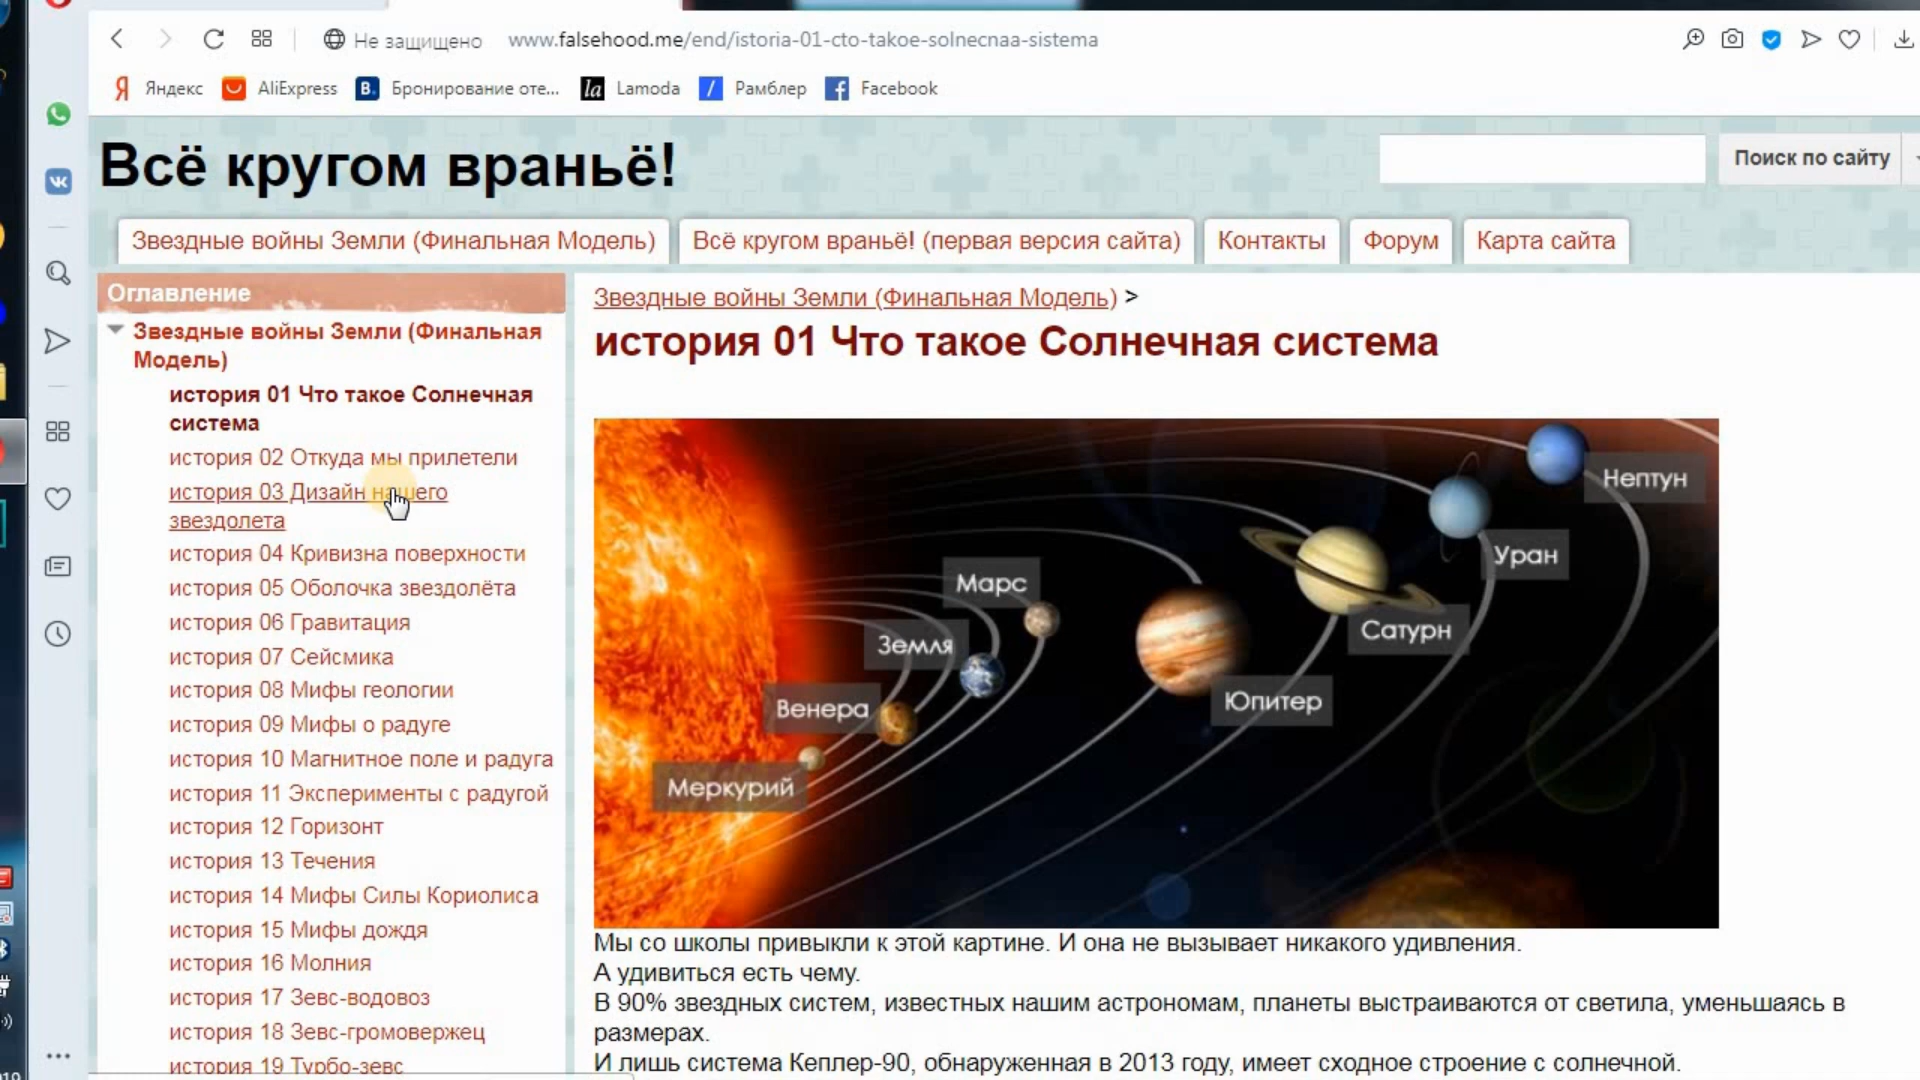 Не защищено www.falsehood.me/end/istoria-01-cto-takoe-solnecnaa-sistema
Яндекс AliExpress Бронирование оте... Lamoda Рамблер Facebook
Всё кругом враньё!
Поиск по сайту
Звездные войны Земли (Финальная Модель) Всё кругом враньё! (первая версия сайта) Контакты Форум Карта сайта
Оглавление
Звездные войны Земли (Финальная
Модель)
история 01 Что такое Солнечная
система
история 02 Откуда мы прилетели
история 03 Дизайн нашего
звездолета
история 04 Кривизна поверхности
история 05 Оболочка звездолёта
история 06 Гравитация
история 07 Сейсмика
история 08 Мифы геологии
история 09 Мифы о радуге
история 10 Магнитное поле и радуга
история 11 Эксперименты с радугой
история 12 Горизонт
история 13 Течения
история 14 Мифы Силы Кориолиса
история 15 Мифы дождя
история 16 Молния
история 17 Зевс-водовоз
история 18 Зевс-громовержец
история 19 Турбо-зевс
Звездные войны Земли (Финальная Модель) >
история 01 Что такое Солнечная система
Нептун
Уран
Марс
Сатурн
Земля
Юпитер
Венера
Меркурий
Мы со школы привыкли к этой картине. И она не вызывает никакого удивления.
А удивиться есть чему.
В 90% звездных систем, известных нашим астрономам, планеты выстраиваются от светила, уменьшаясь в
размерах.
И лишь система Кеплер-90, обнаруженная в 2013 году, имеет сходное строение с солнечной.